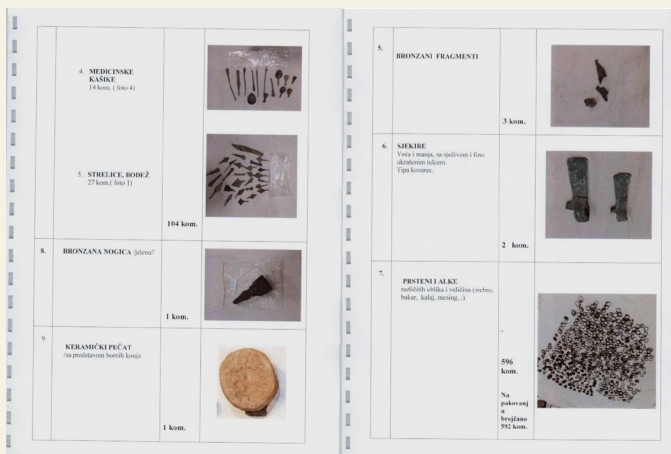 4. MEDICINSKE
KAŠIKE
14 kom. ( foto 4)
5. STRELICE, BODEŽ
27 kom.( foto 1)
104 kom.
8.
BRONZANA NOGICA /jelena?
1 kom.
9.
KERAMIČKI PEČAT
/sa predstavom bornih konja
1 kom.
5.
BRONZANI FRAGMENTI
3 kom.
6.
SJEKIRE
Veća i manja, sa sječivom i fino
ukrašenim tulcem.
Tipa kozarac.
2 kom.
7.
PRSTENI I ALKE
različitih oblika i veličina (srebro,
bakar, kalaj, mesing...)
596
kom.
Na
pakovanj
u
brojčano
592 kom.